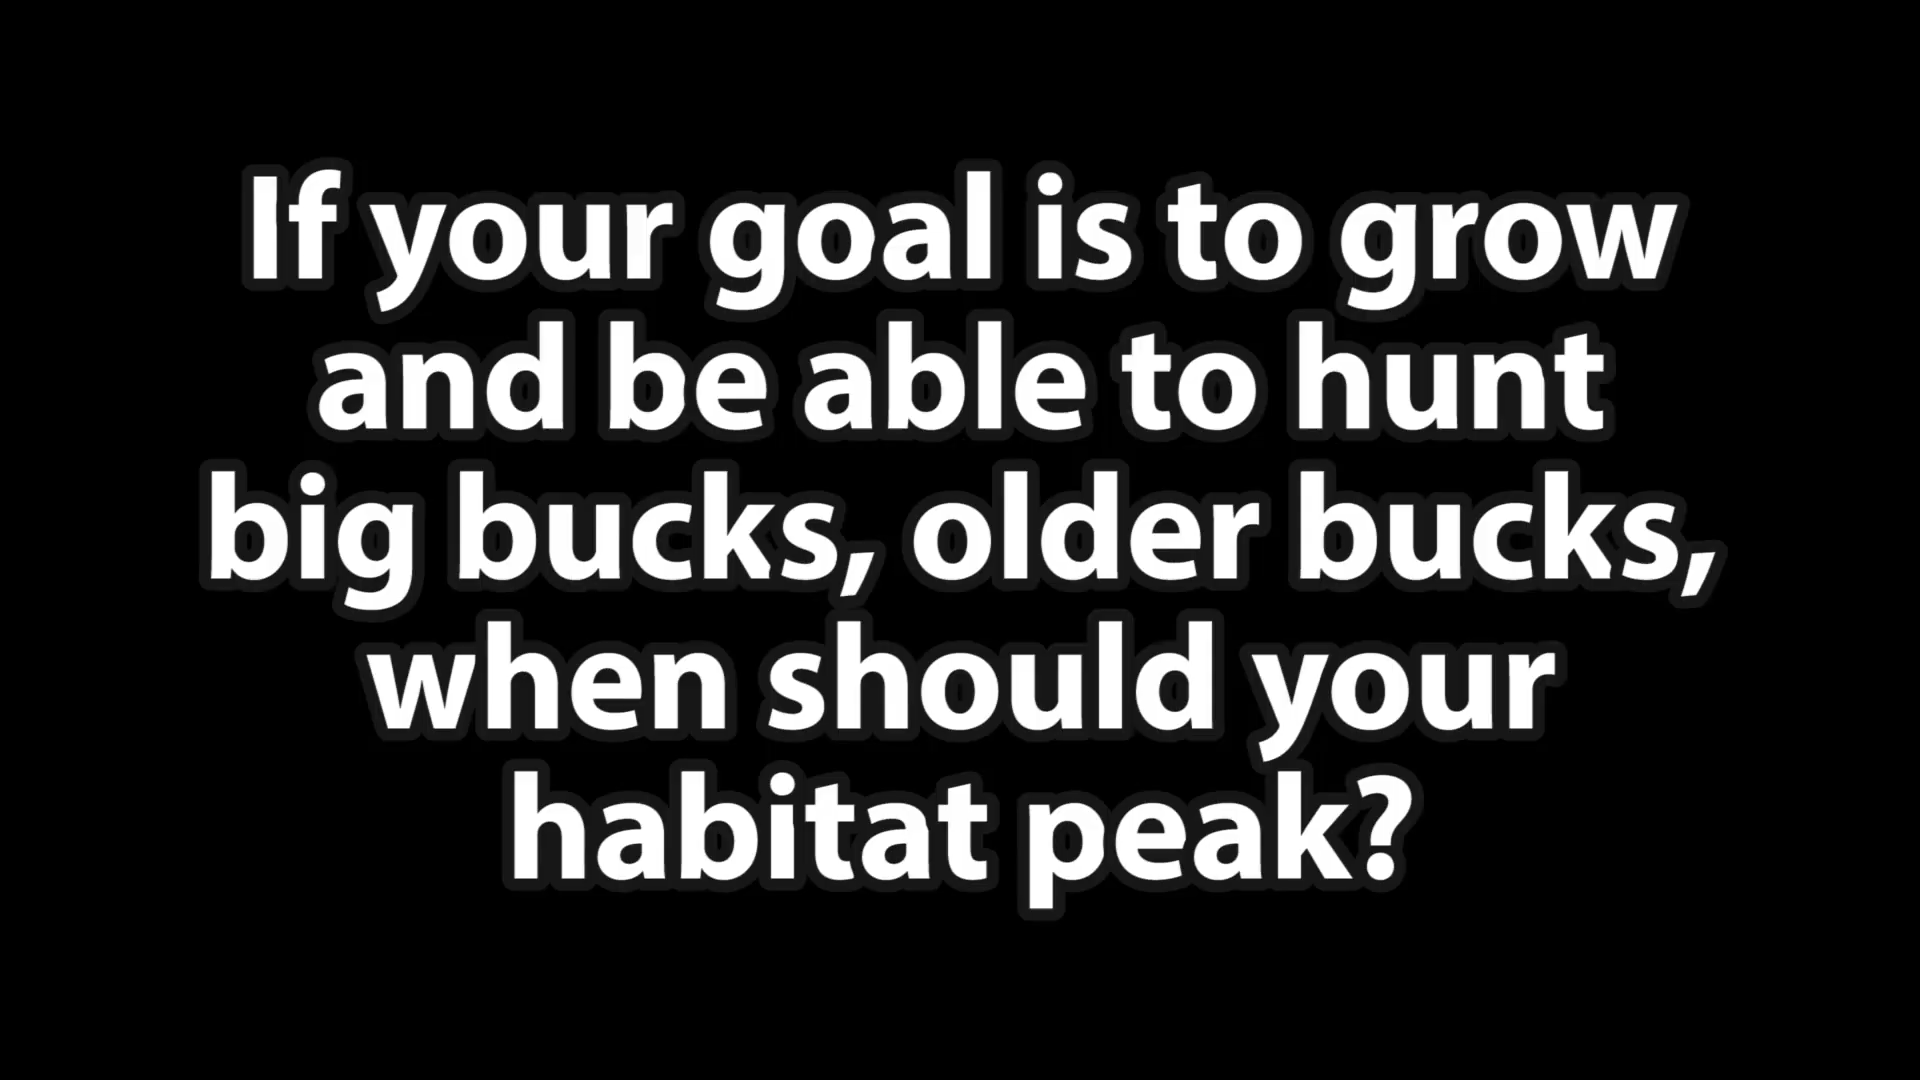 If your goal is to grow
and be able to hunt
big bucks, older bucks,
when should your
habitat peak?